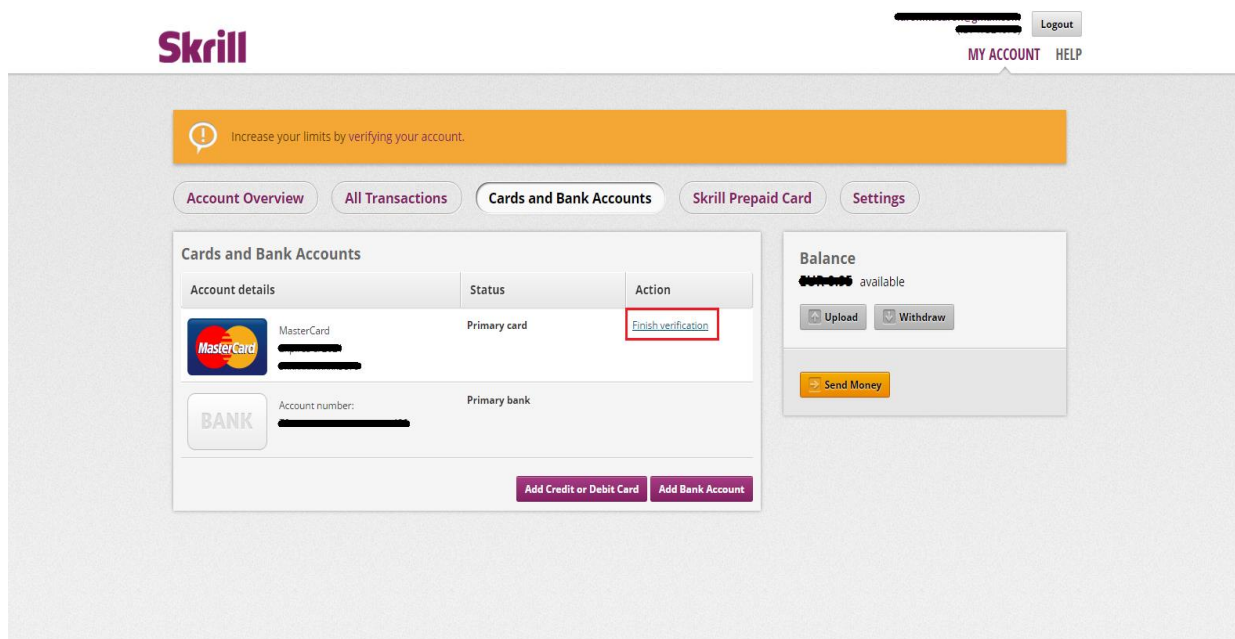 Logout
Skrill
MY ACCOUNT HELP
Increase your limits by verifying your account.
Account Overview All Transactions Cards and Bank Accounts Skrill Prepaid Card Settings
Cards and Bank Accounts
Account details Status Action
MasterCard
MasterCard
Primary card
Finish verification
BANK
Account number:
Primary bank
Add Credit or Debit Card Add Bank Account
Balance
available
Upload Withdraw
Send Money